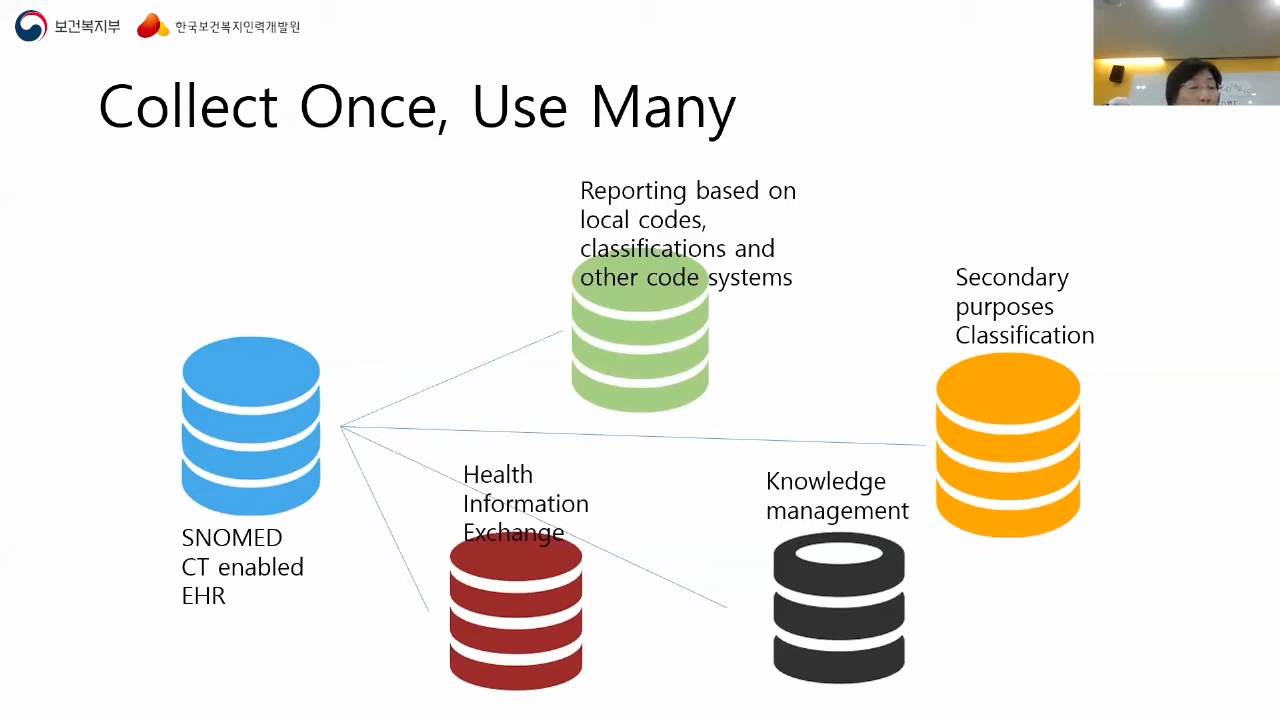 보건복지부
한국보건복지인력개발원
Collect Once, Use Many
Reporting based on
local codes,
classifications and
other code systems
Secondary
purposes
Classification
Health
Information
Exchange
Knowledge
management
SNOMED
CT enabled
EHR